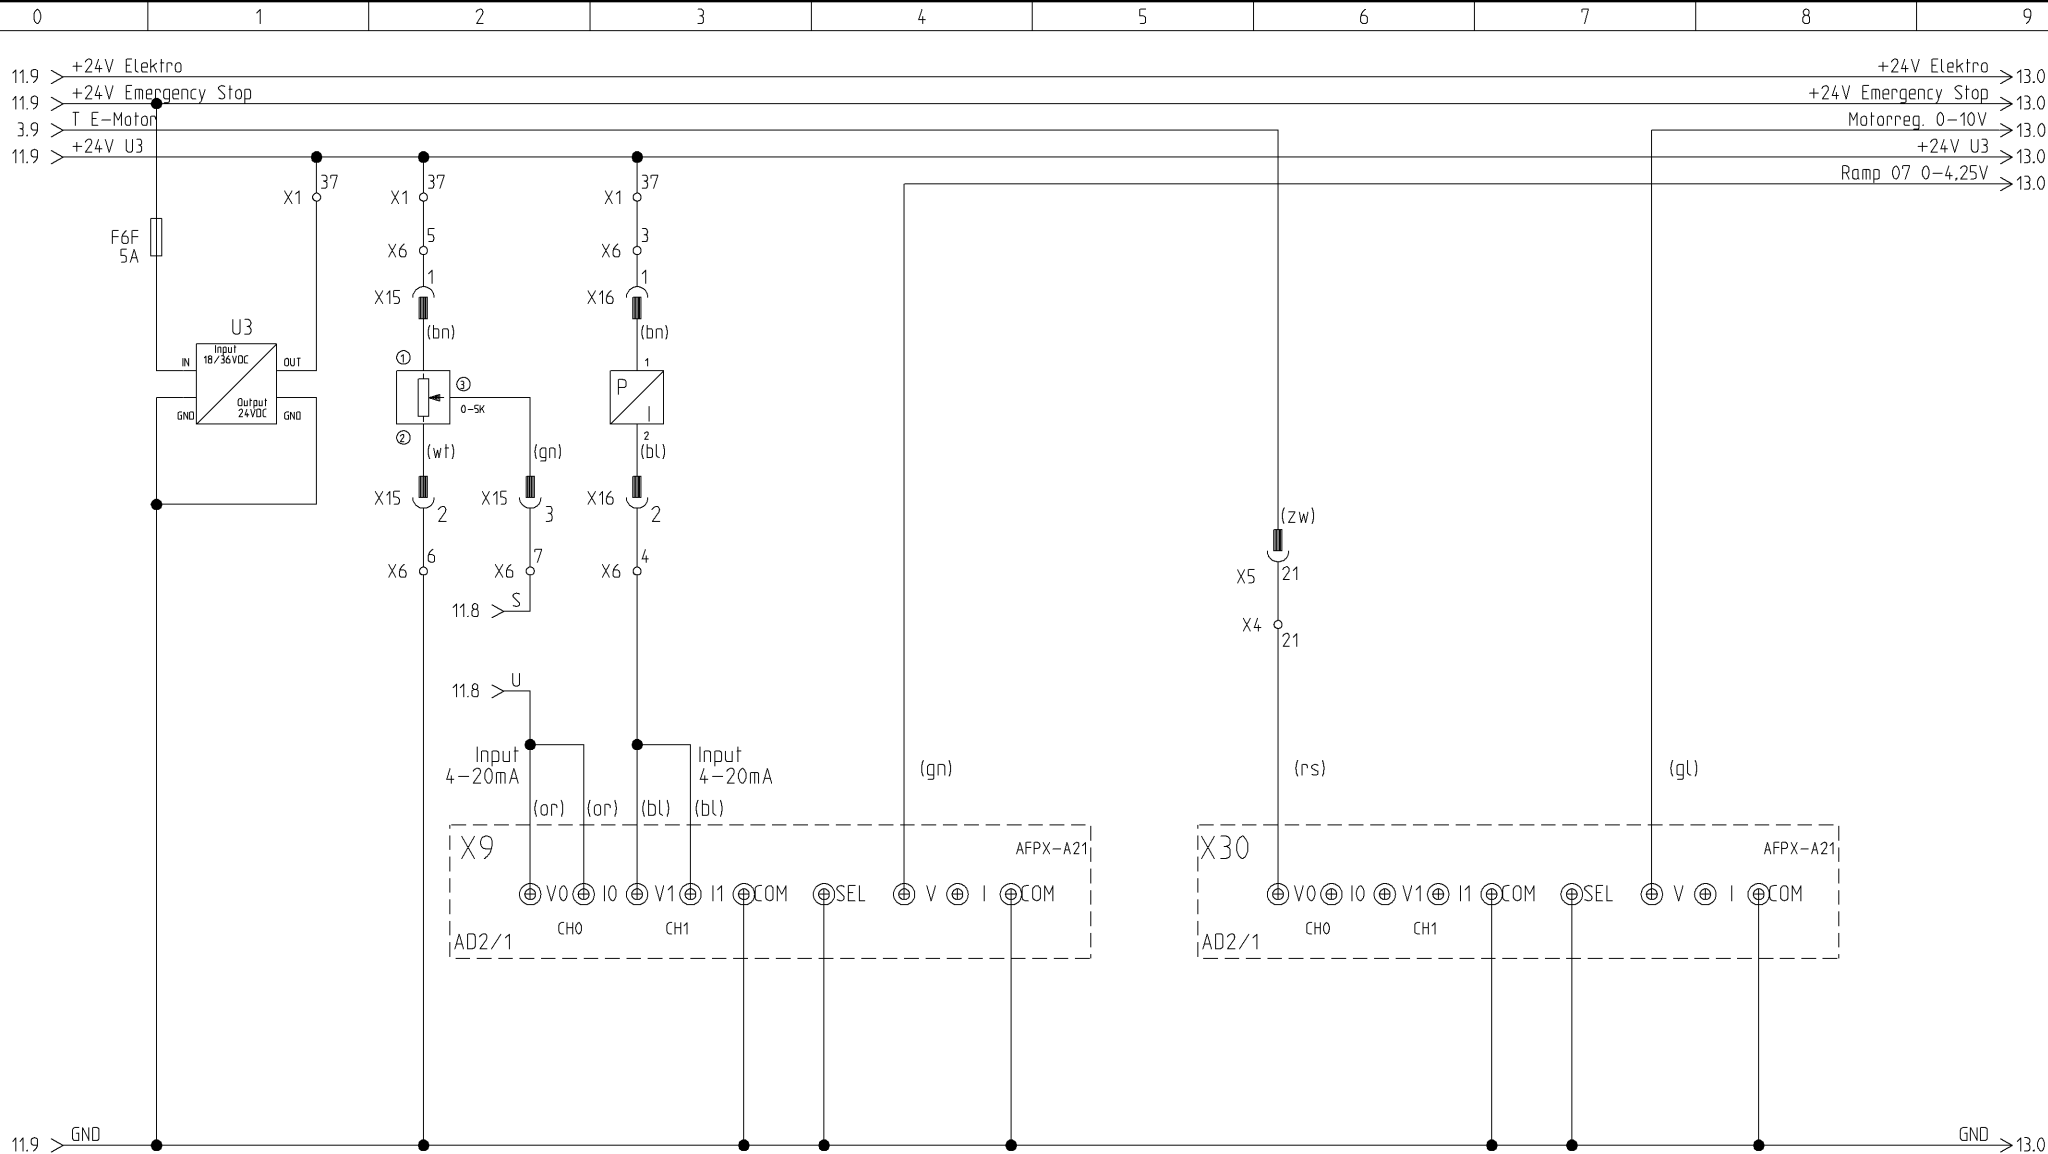 0 1 2 3 4 5 6 7 8 9
11.9 +24V Elektro +24V Elektro 13.0
11.9 +24V Emergency Stop +24V Emergency Stop 13.0
3.9 T E-Motor Motorreg. 0-10V 13.0
11.9 +24V U3 +24V U3 13.0
Ramp 07 0-4,25V 13.0
37 37 37
X1 X1 X1
F6F 5 3
5A X6 X6
1 1
X15 X16
U3 (bn) (bn)
Input
18/36VDC
IN OUT 1 1
3 P
Output 0-5K I
24VDC
GND GND 2 2
(wt) (gn) (bl)
X15 X15 X16
2 3 2
(zw)
6 7 4
X6 X6 X6 X5 21
11.8 S
X4
21
11.8 U
Input Input
4-20mA 4-20mA (gn) (rs) (gl)
(or) (or) (bl) (bl)
X9 AFPX-A21 X30 AFPX-A21
V0 I0 V1 I1 COM SEL V I COM V0 I0 V1 I1 COM SEL V I COM
CH0 CH1 CH0 CH1
AD2/1 AD2/1
11.9 GND GND 13.0